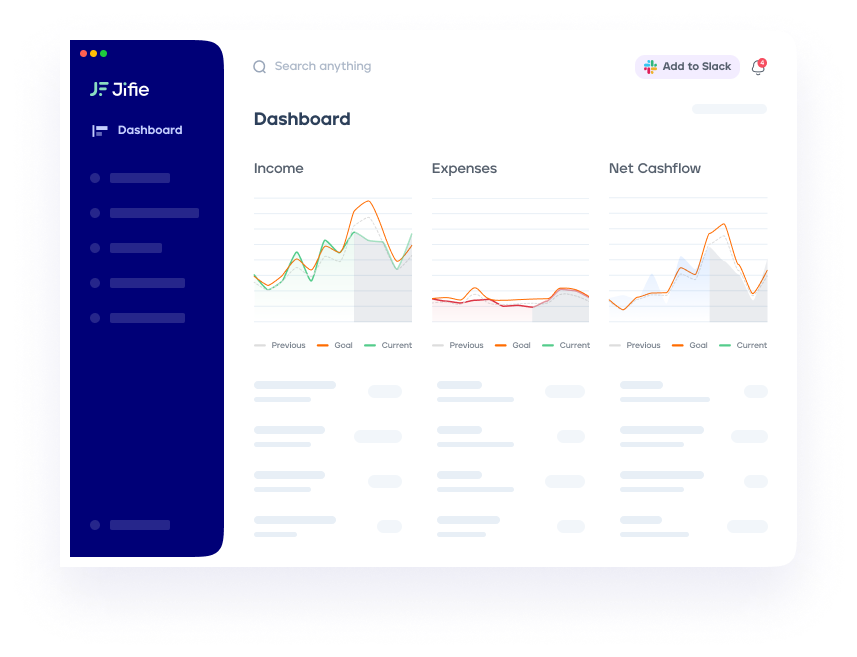 Search anything
Add to Slack
4
Jifie
Dashboard
Dashboard
Income
Expenses
Net Cashflow
Previous Goal Current
Previous Goal Current
Previous Goal Current